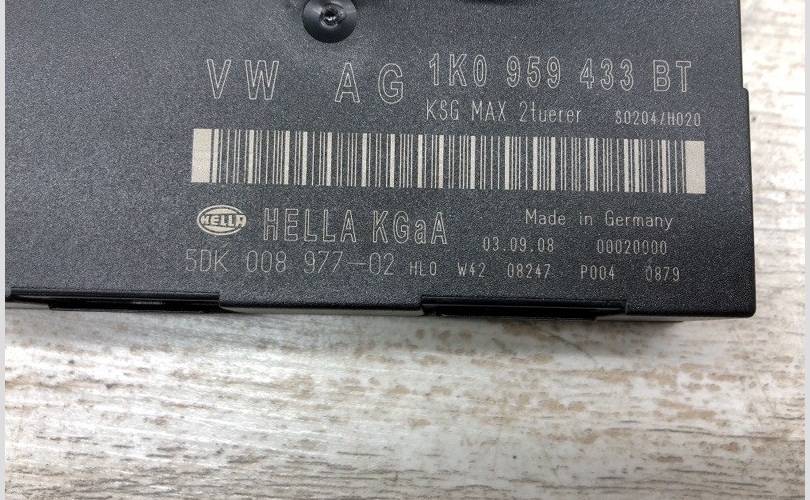 VW AG 1K0 959 433 BT
KSG MAX 2tuerer S0204/H020
HELLA HELLA KGaA Made in Germany
03.09.08 00020000
5DK 008 977-02 HL0 W42 08247 P004 0879